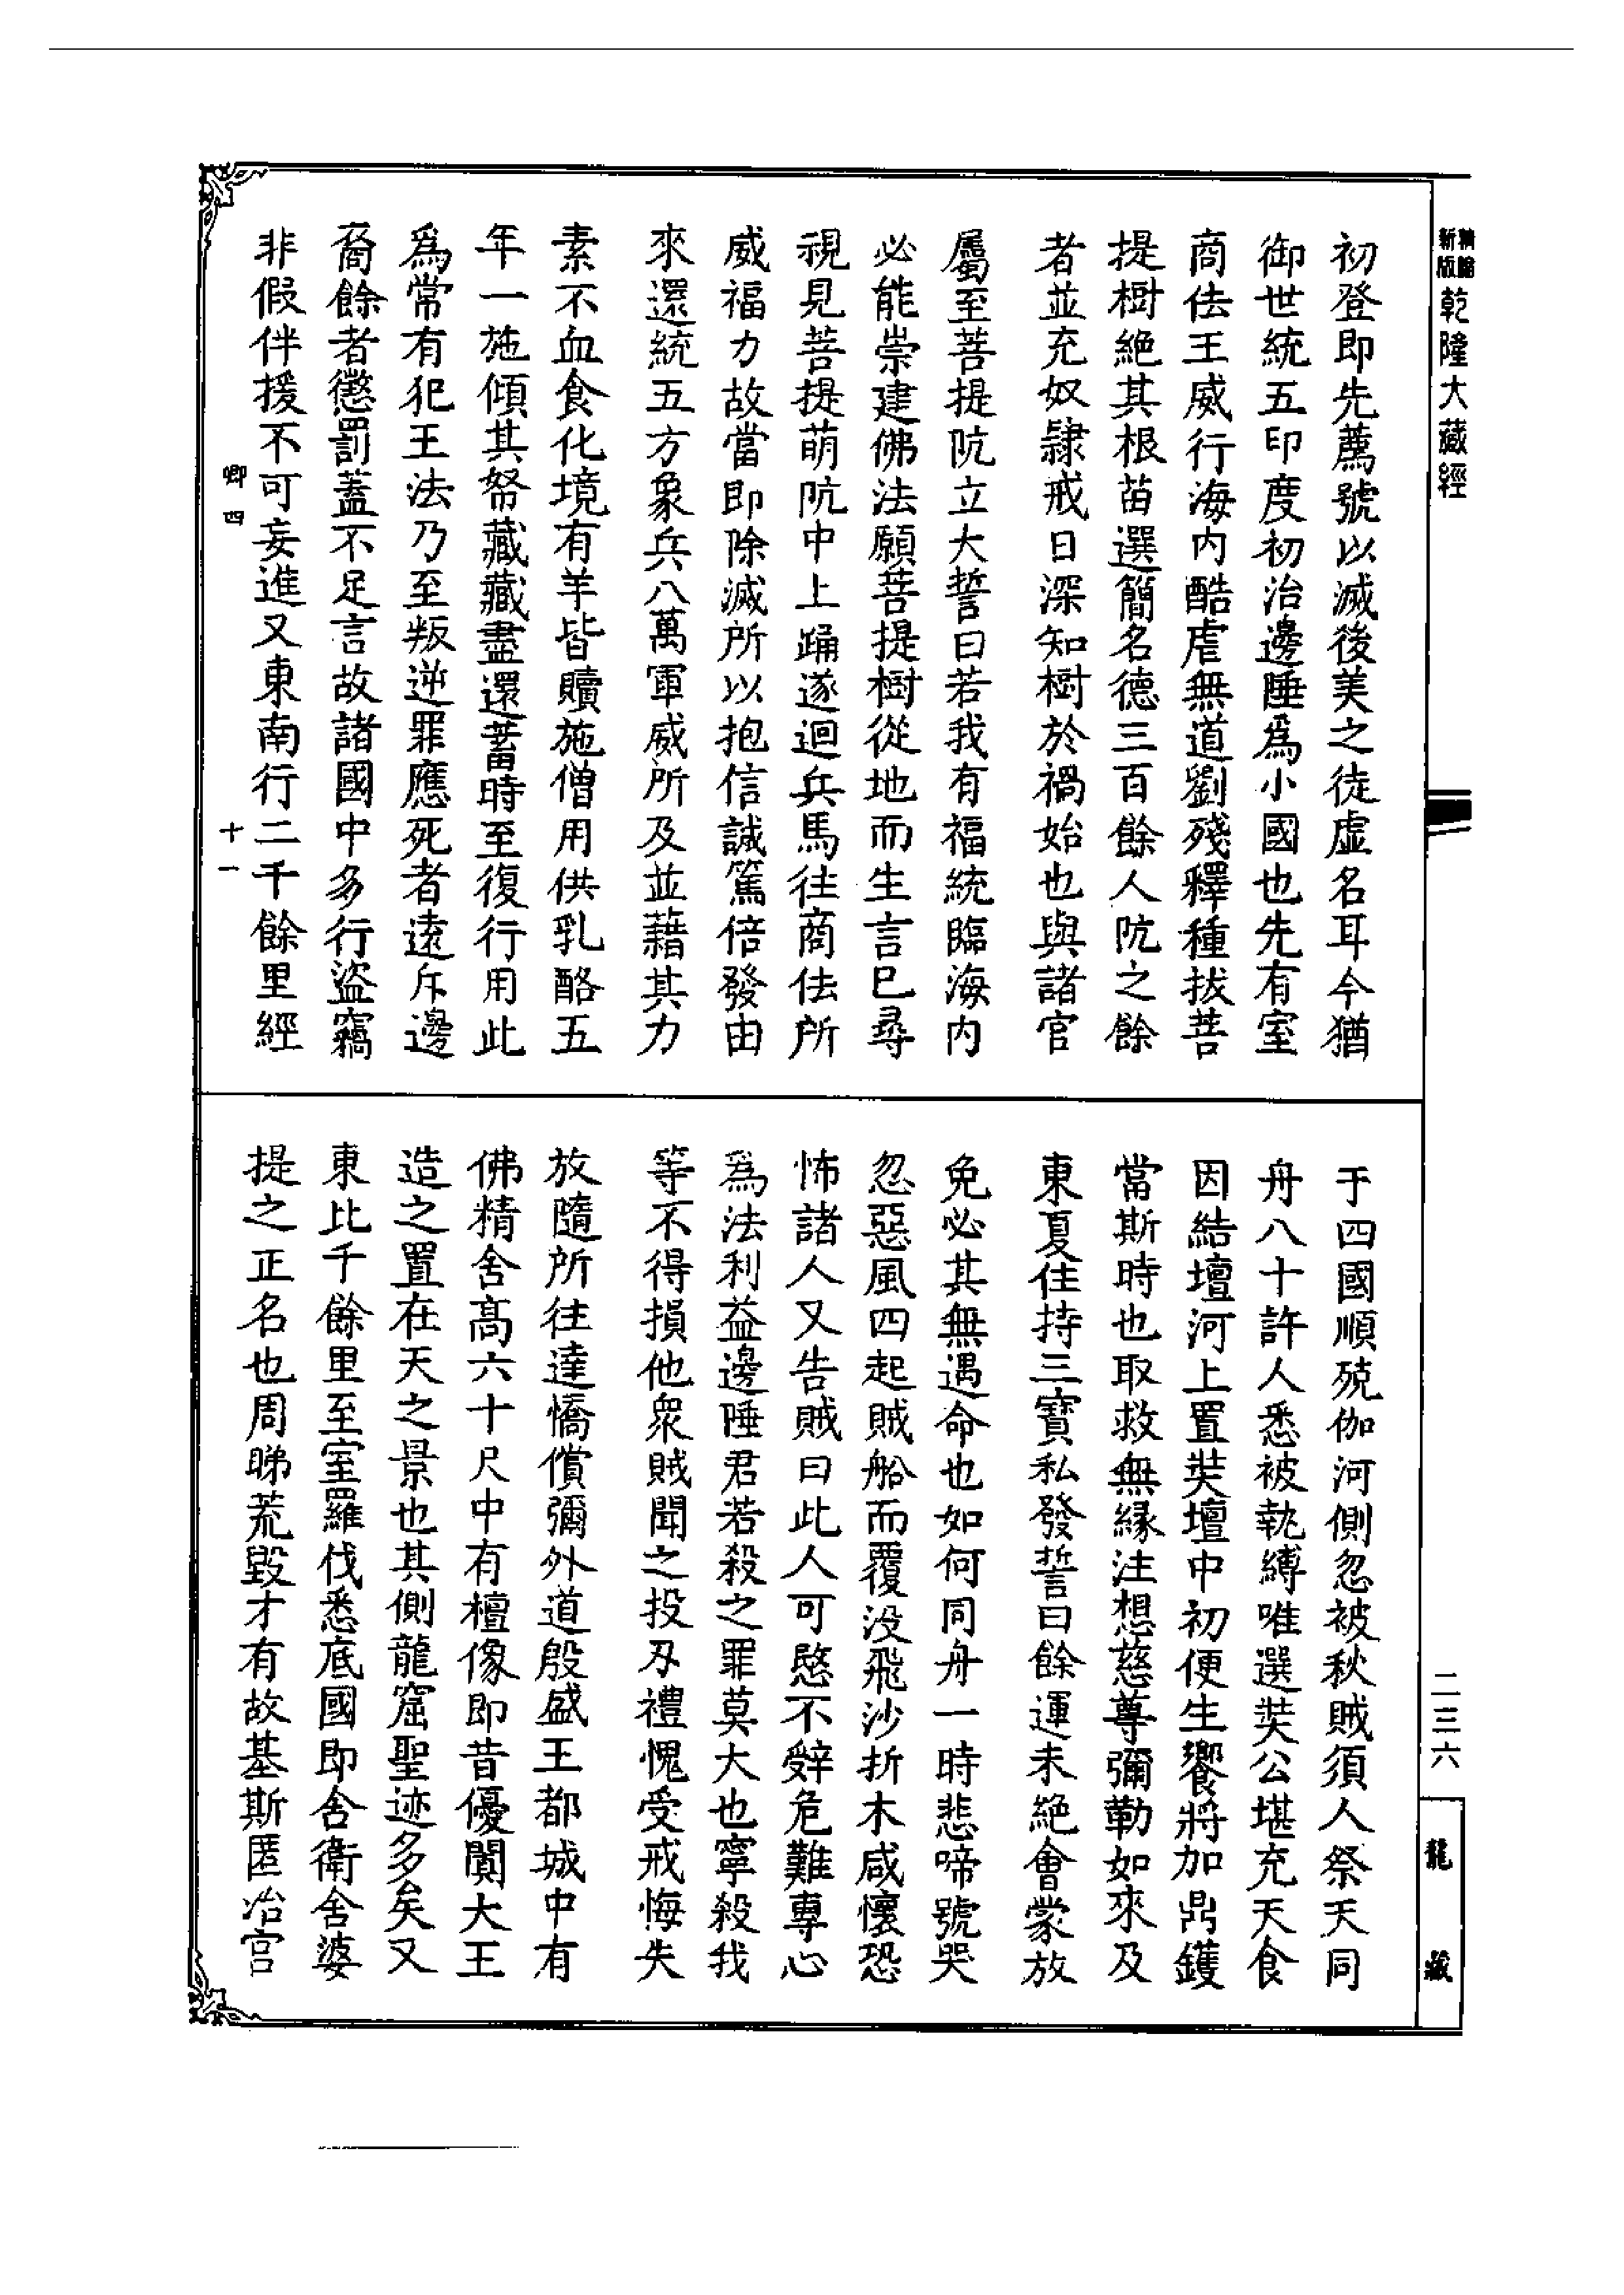 精縮新版乾隆大藏經
初登即先薦號以滅後美之徒虛名耳今猶
御世統五印度初治邊陲爲小國也先有室
商佉王威行海内酷虐無道劉殘釋種拔菩
提樹絕其根苗選簡名德三百餘人阬之餘
者並充奴隸戒日深知樹於禍始也與諸官
屬至菩提阬立大誓曰若我有福統臨海内
必能崇建佛法願菩提樹從地而生言巳尋
視見菩提萌阬中上踊遂迴兵馬往商佉所
威福力故當即除滅所以抱信誠篤倍發由
來還統五方象兵八萬軍威所及並藉其力
素不血食化境有羊皆贖施僧用供乳酪五
年一施傾其帑藏藏盡還蓄時至復行用此
爲常有犯王法乃至叛逆罪應死者遠斥邊
裔餘者懲罰蓋不足言故諸國中多行盜竊
非假伴援不可妄進又東南行二千餘里經
卿四 十一
于四國順殑伽河側忽被秋賊須人祭天同
舟八十許人悉被執縛唯選奘公堪充天食
因結壇河上置奘壇中初便生饗將加鼎鑊
當斯時也取救無縁注想慈尊彌勒如來及
東夏住持三寶私發誓曰餘運未絕會蒙放
免必其無遇命也如何同舟一時悲啼號哭
忽惡風四起賊船而覆沒飛沙折木咸懷恐
怖諸人又告賊曰此人可愍不辭危難專心
爲法利益邊陲君若殺之罪莫大也寧殺我
等不得損他衆賊聞之投刃禮愧受戒悔失
放隨所往達憍償彌外道殷盛王都城中有
佛精舍高六十尺中有檀像即昔優闐大王
造之置在天之景也其側龍窟聖迹多矣又
東比千餘里至室羅伐悉底國即舍衛舍婆
提之正名也周睇荒毀才有故基斯匿冶宫
二三六
龍藏